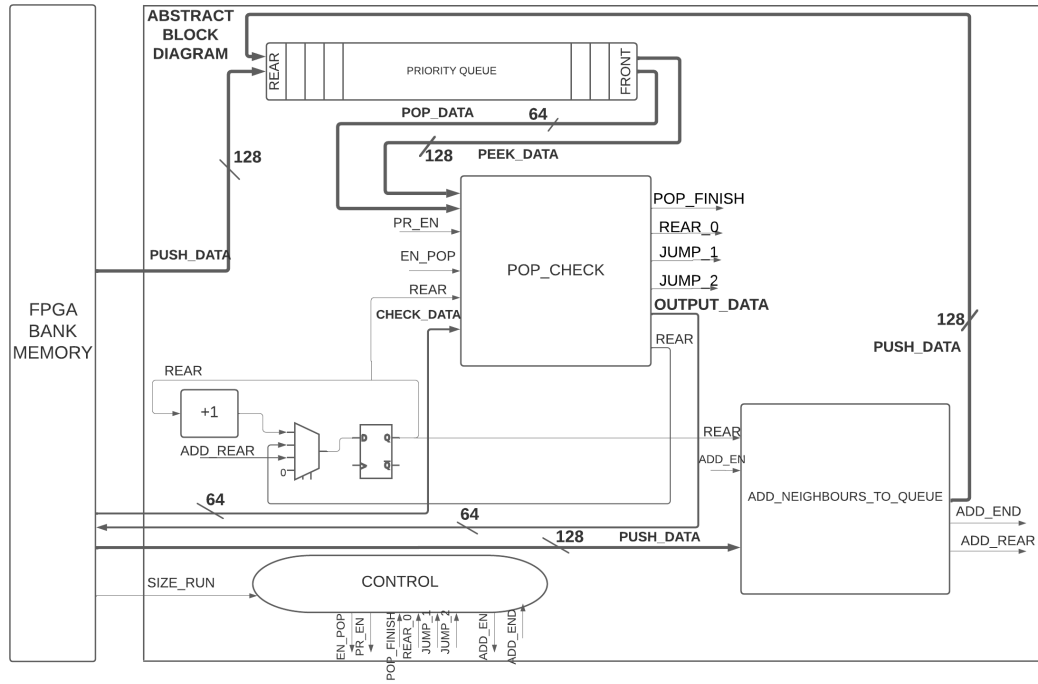 ABSTRACT
BLOCK
DIAGRAM
REAR
PRIORITY QUEUE
FRONT
POP_DATA
64
128
128
PEEK_DATA
POP_FINISH
PR_EN
REAR_0
PUSH_DATA
EN_POP
POP_CHECK
JUMP_1
REAR
JUMP_2
FPGA
BANK
MEMORY
CHECK_DATA
OUTPUT_DATA
128
REAR
PUSH_DATA
REAR
+1
D
Q
REAR
ADD_REAR
ADD_EN
0
Q
64
ADD_NEIGHBOURS_TO_QUEUE
64
ADD_END
128
PUSH_DATA
ADD_REAR
SIZE_RUN
CONTROL
EN_POP
PR_EN
POP_FINISH
REAR_0
JUMP_1
JUMP_2
ADD_EN
ADD_END